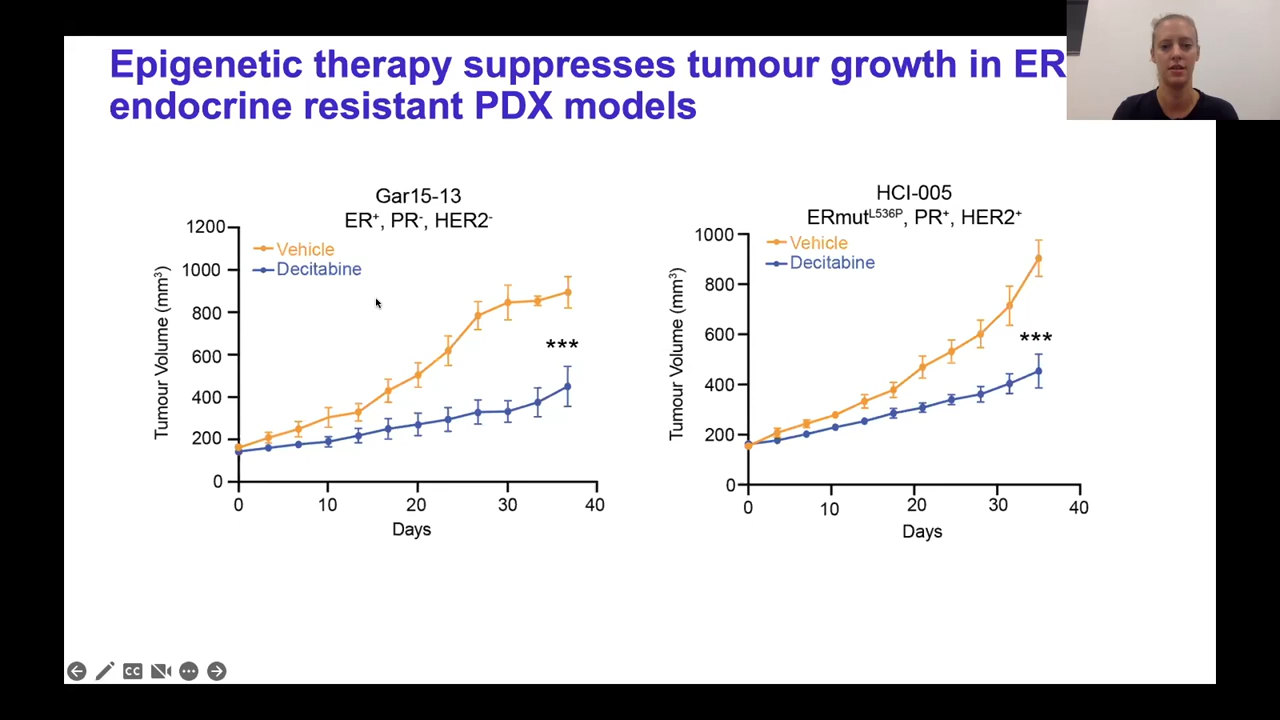 Epigenetic therapy suppresses tumour growth in ER
endocrine resistant PDX models
Gar15-13
ER⁺, PR⁻, HER2⁻
Vehicle
Decitabine
Tumour Volume (mm³)
1200
1000
800
600
400
200
0
***
0 10 20 30 40
Days
HCI-005
ERmutᴸ⁵³⁶ᴾ, PR⁺, HER2⁺
Vehicle
Decitabine
Tumour Volume (mm³)
1000
800
600
400
200
0
***
0 10 20 30 40
Days
CC